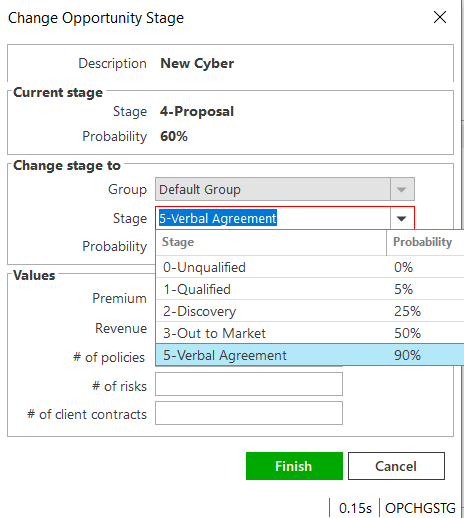 Change Opportunity Stage
Description New Cyber
Current stage
Stage 4-Proposal
Probability 60%
Change stage to
Group Default Group
Stage 5-Verbal Agreement
Probability
Stage Probability
0-Unqualified 0%
1-Qualified 5%
2-Discovery 25%
3-Out to Market 50%
5-Verbal Agreement 90%
Values
Premium
Revenue
# of policies
# of risks
# of client contracts
Finish Cancel
0.15s OPCHGSTG